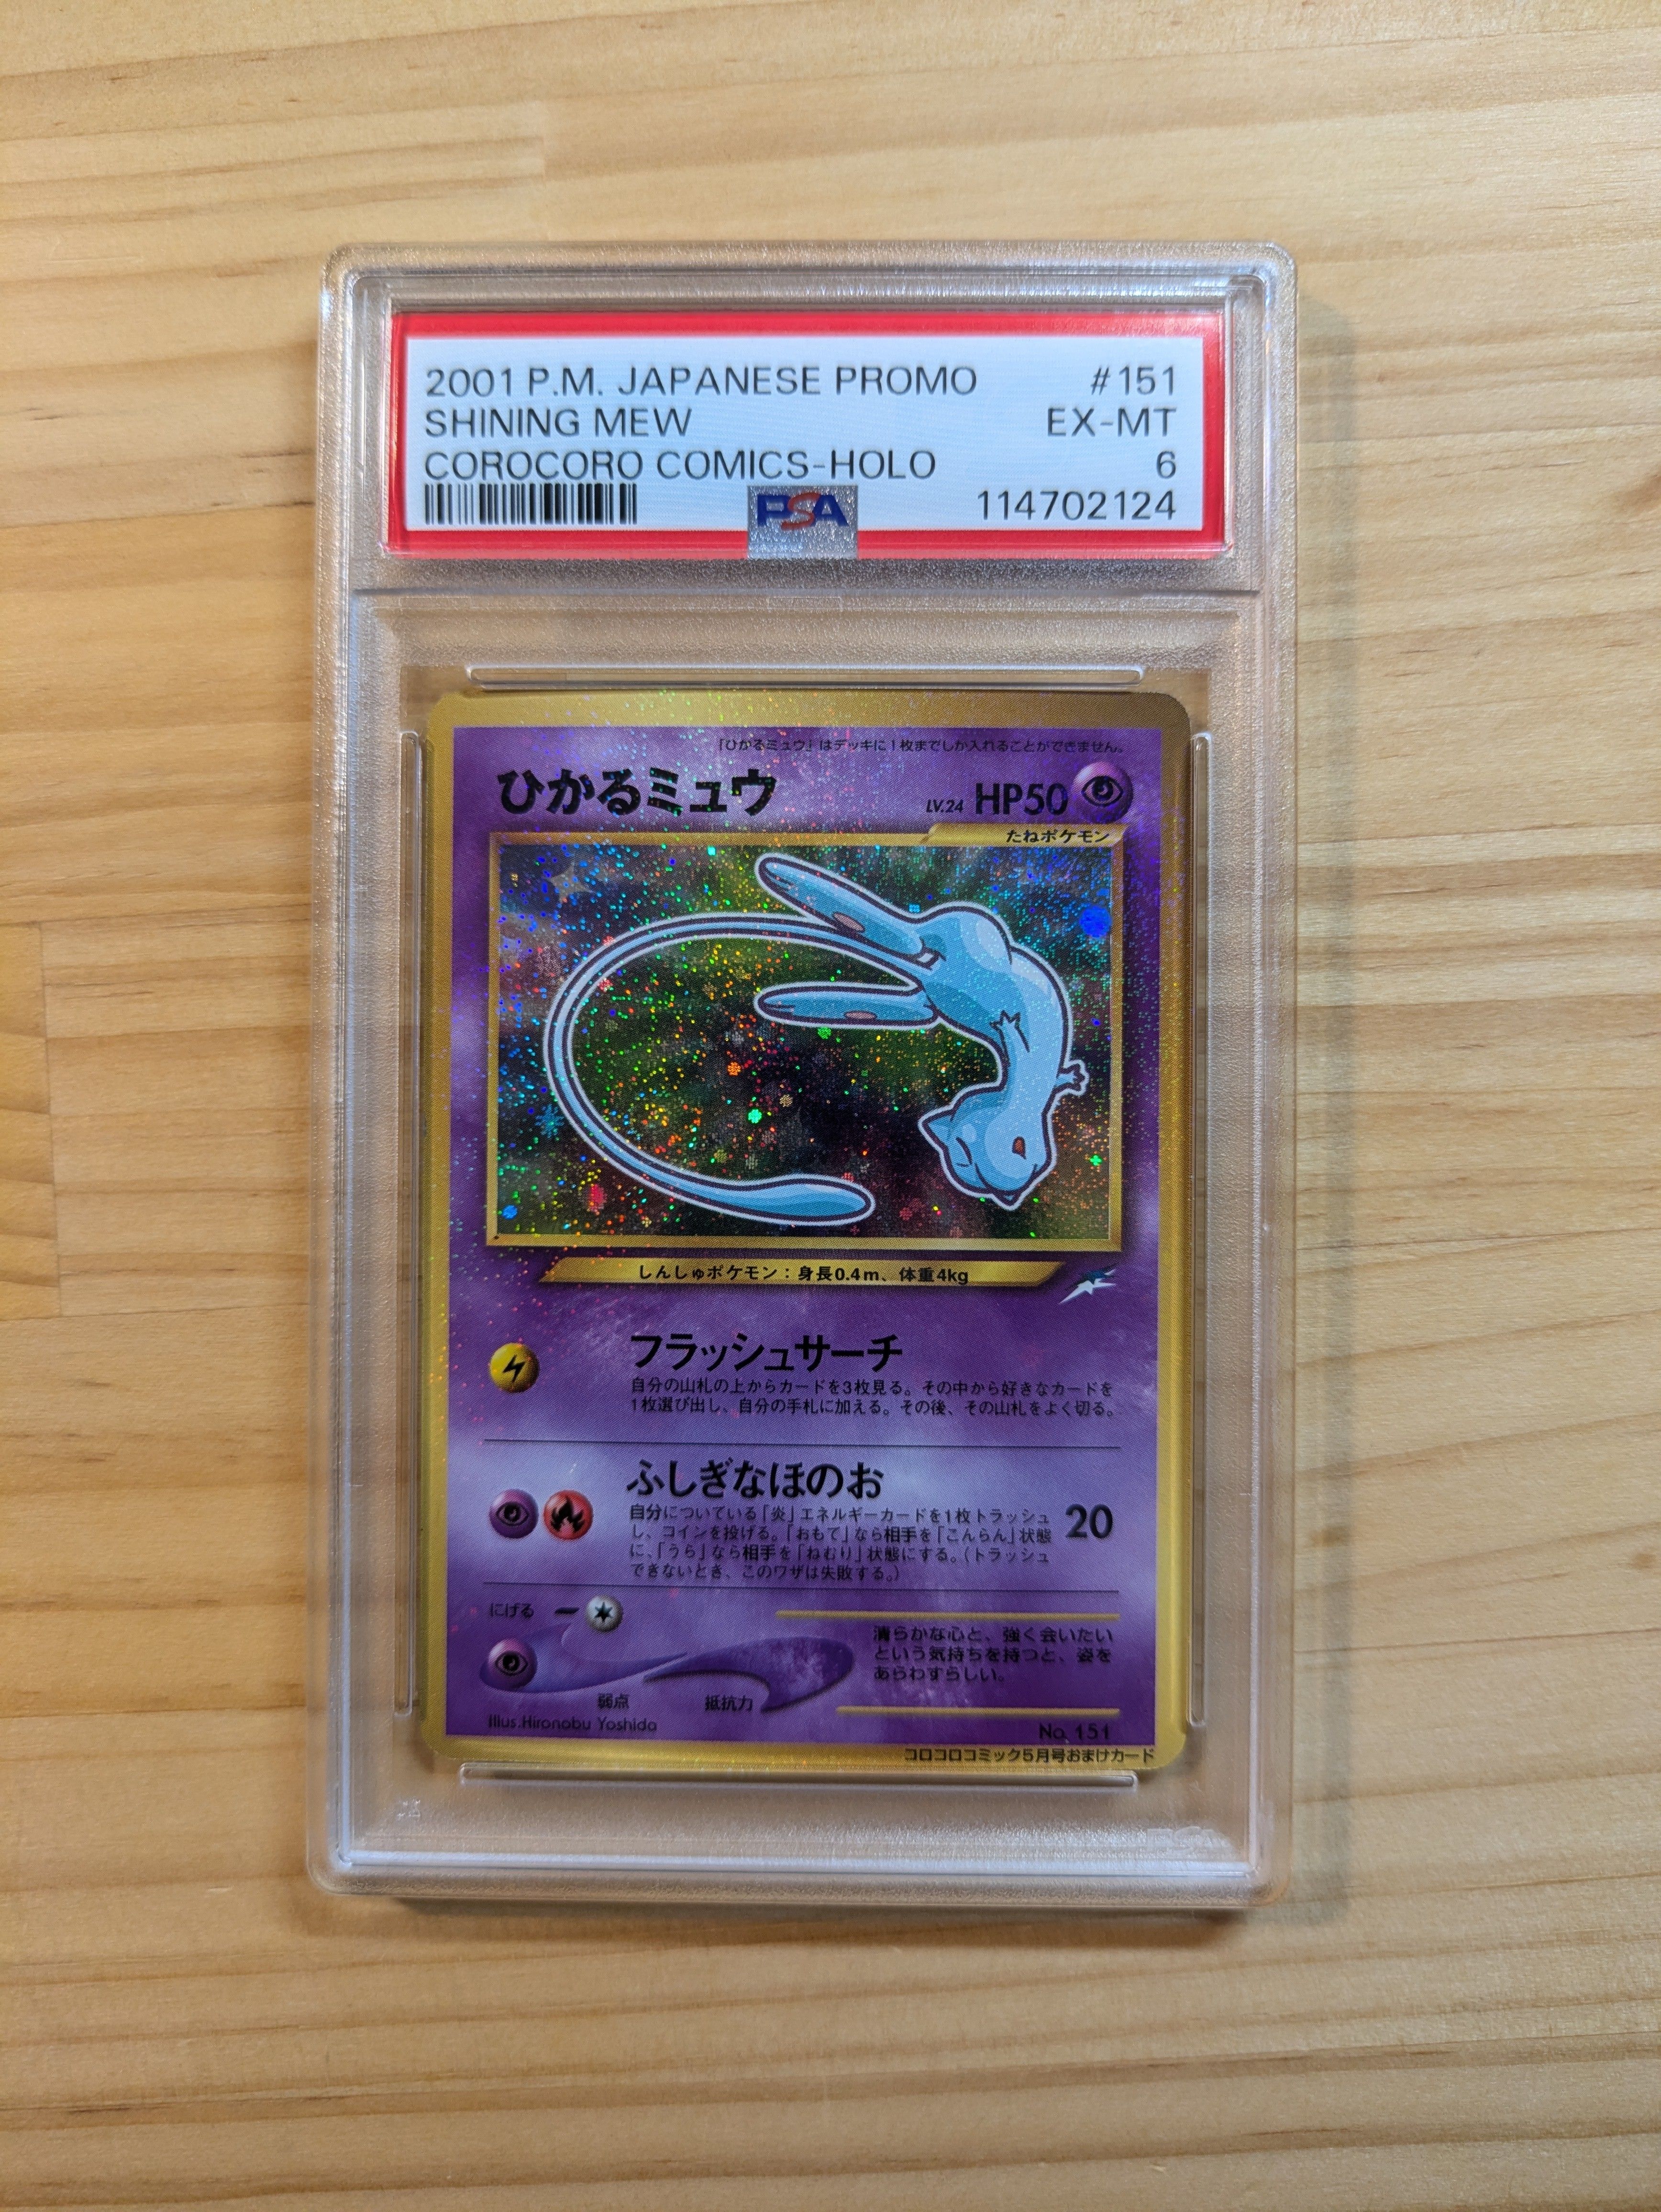 2001 P.M. JAPANESE PROMO #151
SHINING MEW EX-MT
COROCORO COMICS-HOLO 6
PSA 114702124
「ひかるミュウ」はデッキに1枚までしか入れることができません。
ひかるミュウ LV.24 HP50
たねポケモン
しんしゅポケモン：身長0.4m、体重4kg
フラッシュサーチ
自分の山札の上からカードを3枚見る。その中から好きなカードを
1枚選び出し、自分の手札に加える。その後、その山札をよく切る。
ふしぎなほのお
自分についている「炎」エネルギーカードを1枚トラッシュ
し、コインを投げる。「おもて」なら相手を「こんらん」状態
に、「うら」なら相手を「ねむり」状態にする。（トラッシュ
できないとき、このワザは失敗する。）
20
にげる
弱点 抵抗力
清らかな心と、強く会いたい
という気持ちを持つと、姿を
あらわすらしい。
Illus.Hironobu Yoshida
No.151
コロコロコミック5月号おまけカード